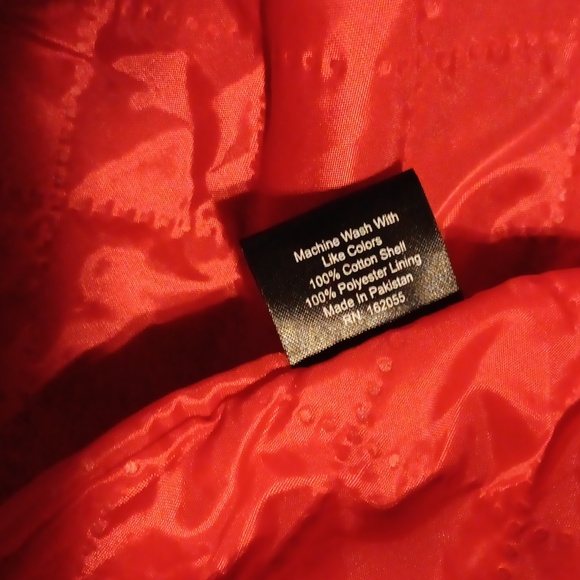 Machine Wash With
Like Colors
100% Cotton Shell
100% Polyester Lining
Made In Pakistan
RN: 162055